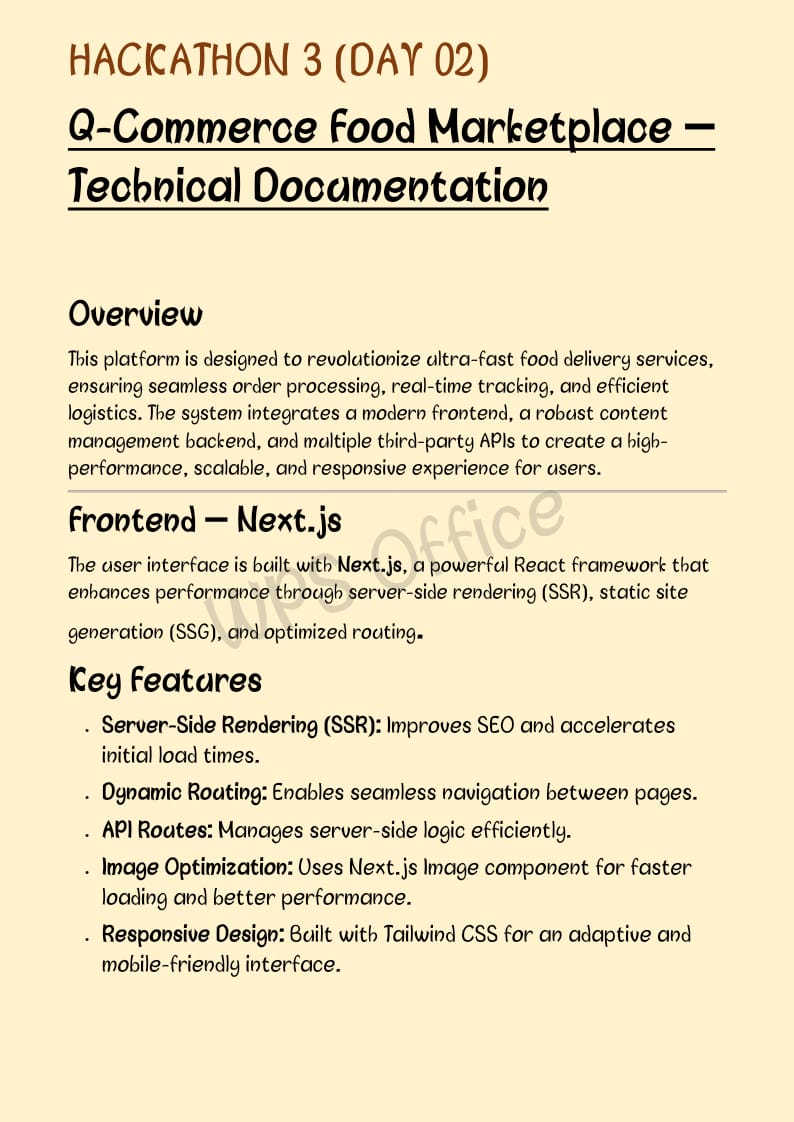 HACKATHON 3 (DAY 02)
Q-Commerce Food Marketplace –
Technical Documentation
Overview
This platform is designed to revolutionize ultra-fast food delivery services,
ensuring seamless order processing, real-time tracking, and efficient
logistics. The system integrates a modern frontend, a robust content
management backend, and multiple third-party APIs to create a high-
performance, scalable, and responsive experience for users.
Frontend – Next.js
The user interface is built with Next.js, a powerful React framework that
enhances performance through server-side rendering (SSR), static site
generation (SSG), and optimized routing.
WPS Office
Key Features
. Server-Side Rendering (SSR): Improves SEO and accelerates
initial load times.
. Dynamic Routing: Enables seamless navigation between pages.
. API Routes: Manages server-side logic efficiently.
. Image Optimization: Uses Next.js Image component for faster
loading and better performance.
. Responsive Design: Built with Tailwind CSS for an adaptive and
mobile-friendly interface.